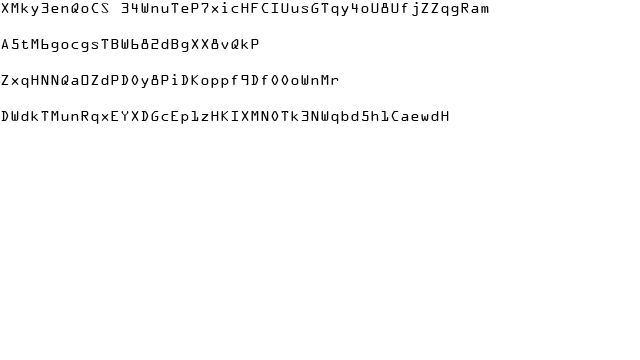 XMky3enQoCS 34WnuTeP7xicHFCIUusGTqy4oU8UfjZZqgRam
A5tM6gocgsTBW682dBgXX8vQkP
ZxqHNNQaOZdPD0y8PiDKoppf9Df00oWnMr
DWdkTMunRqxEYXDGcEp1zHKIXMN0Tk3NWqbd5h1CaewdH